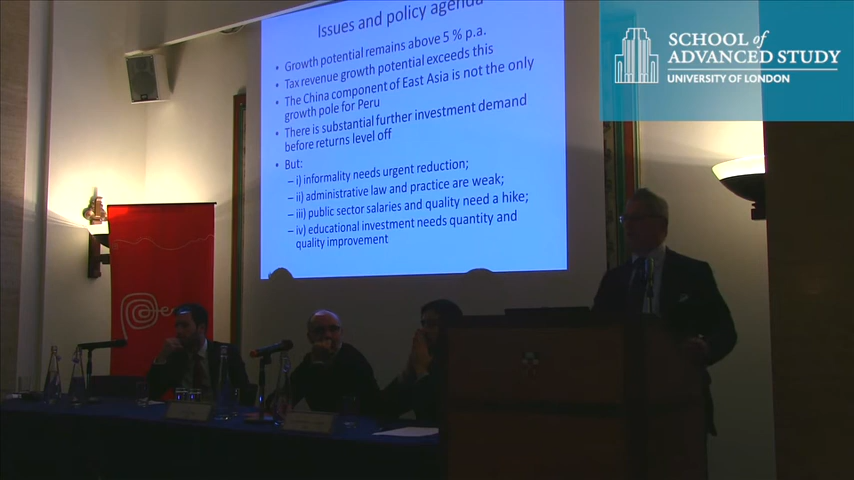 Issues and policy agenda
• Growth potential remains above 5 % p.a.
• Tax revenue growth potential exceeds this
• The China component of East Asia is not the only
growth pole for Peru
• There is substantial further investment demand
before returns level off
• But:
– i) informality needs urgent reduction;
– ii) administrative law and practice are weak;
– iii) public sector salaries and quality need a hike;
– iv) educational investment needs quantity and
quality improvement
SCHOOL of
ADVANCED STUDY
UNIVERSITY OF LONDON